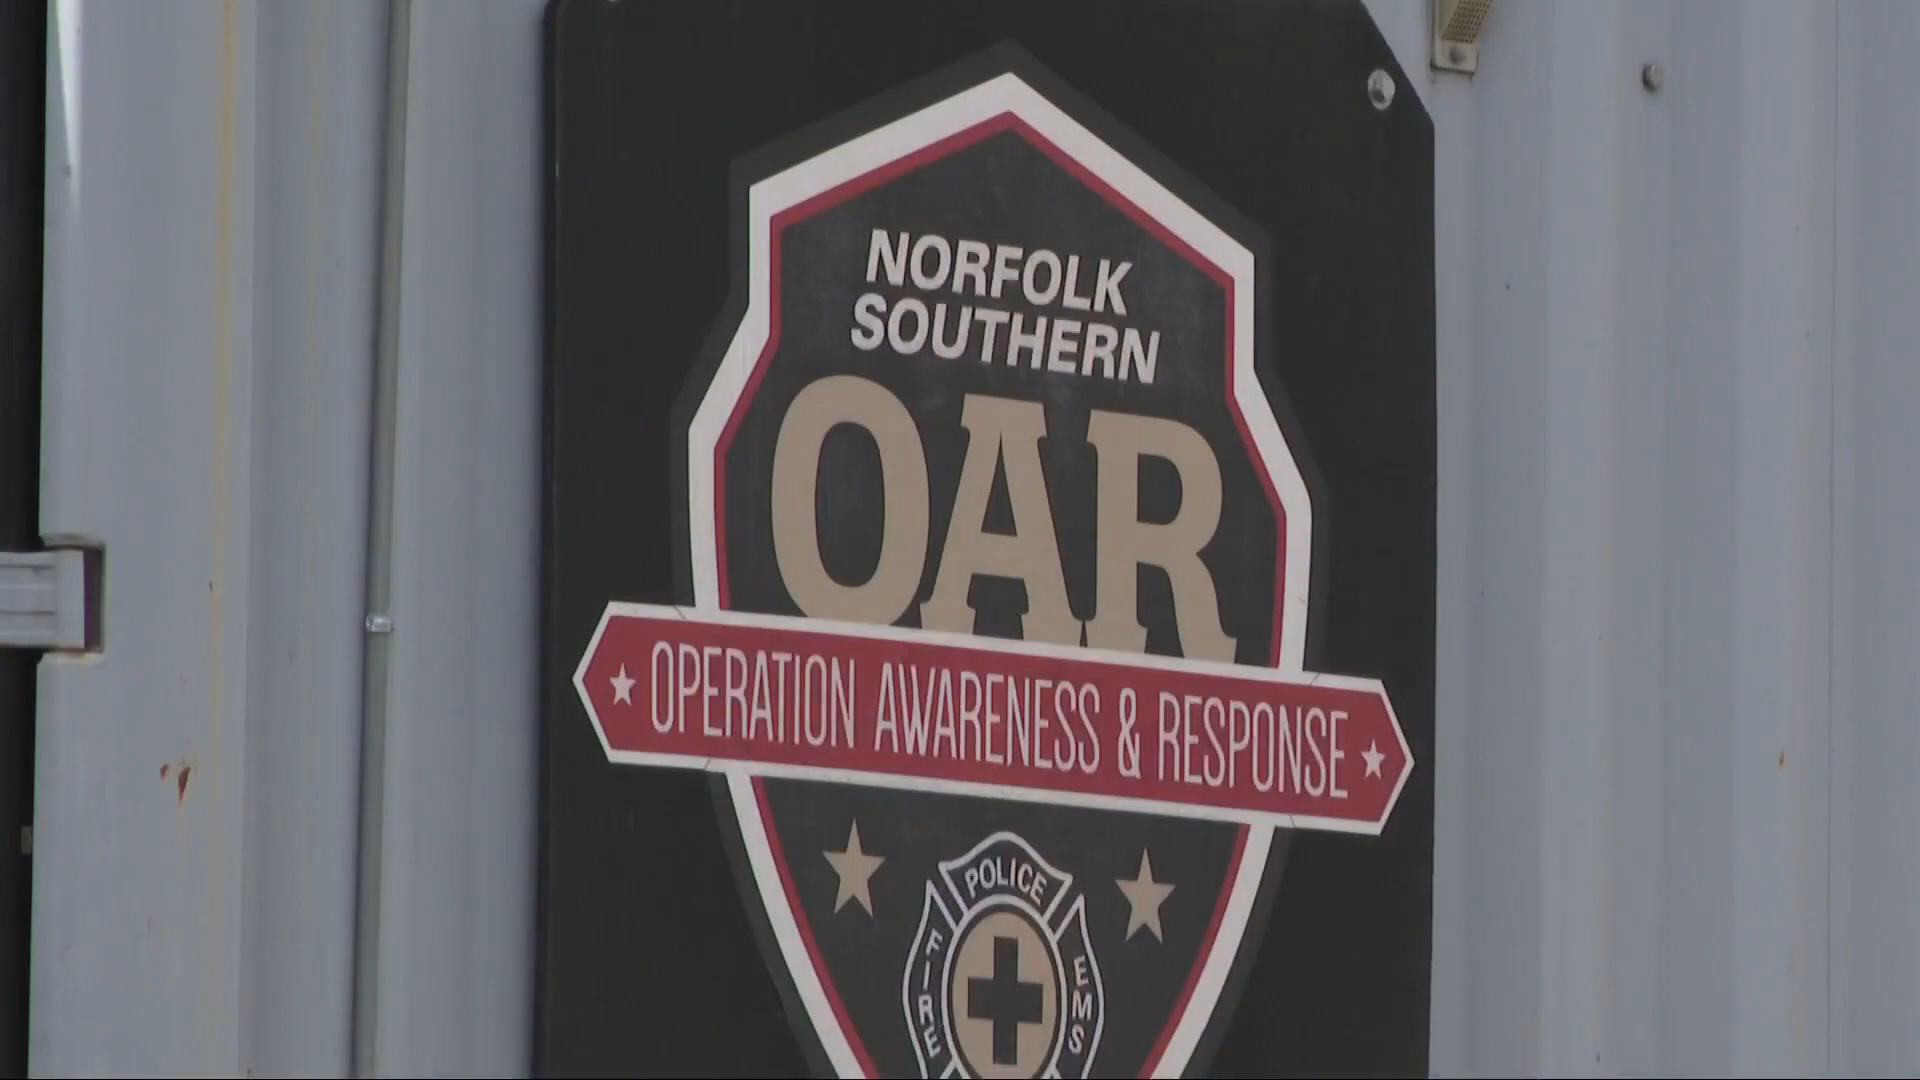 NORFOLK
SOUTHERN
OAR
OPERATION AWARENESS & RESPONSE
POLICE
FIRE
EMS